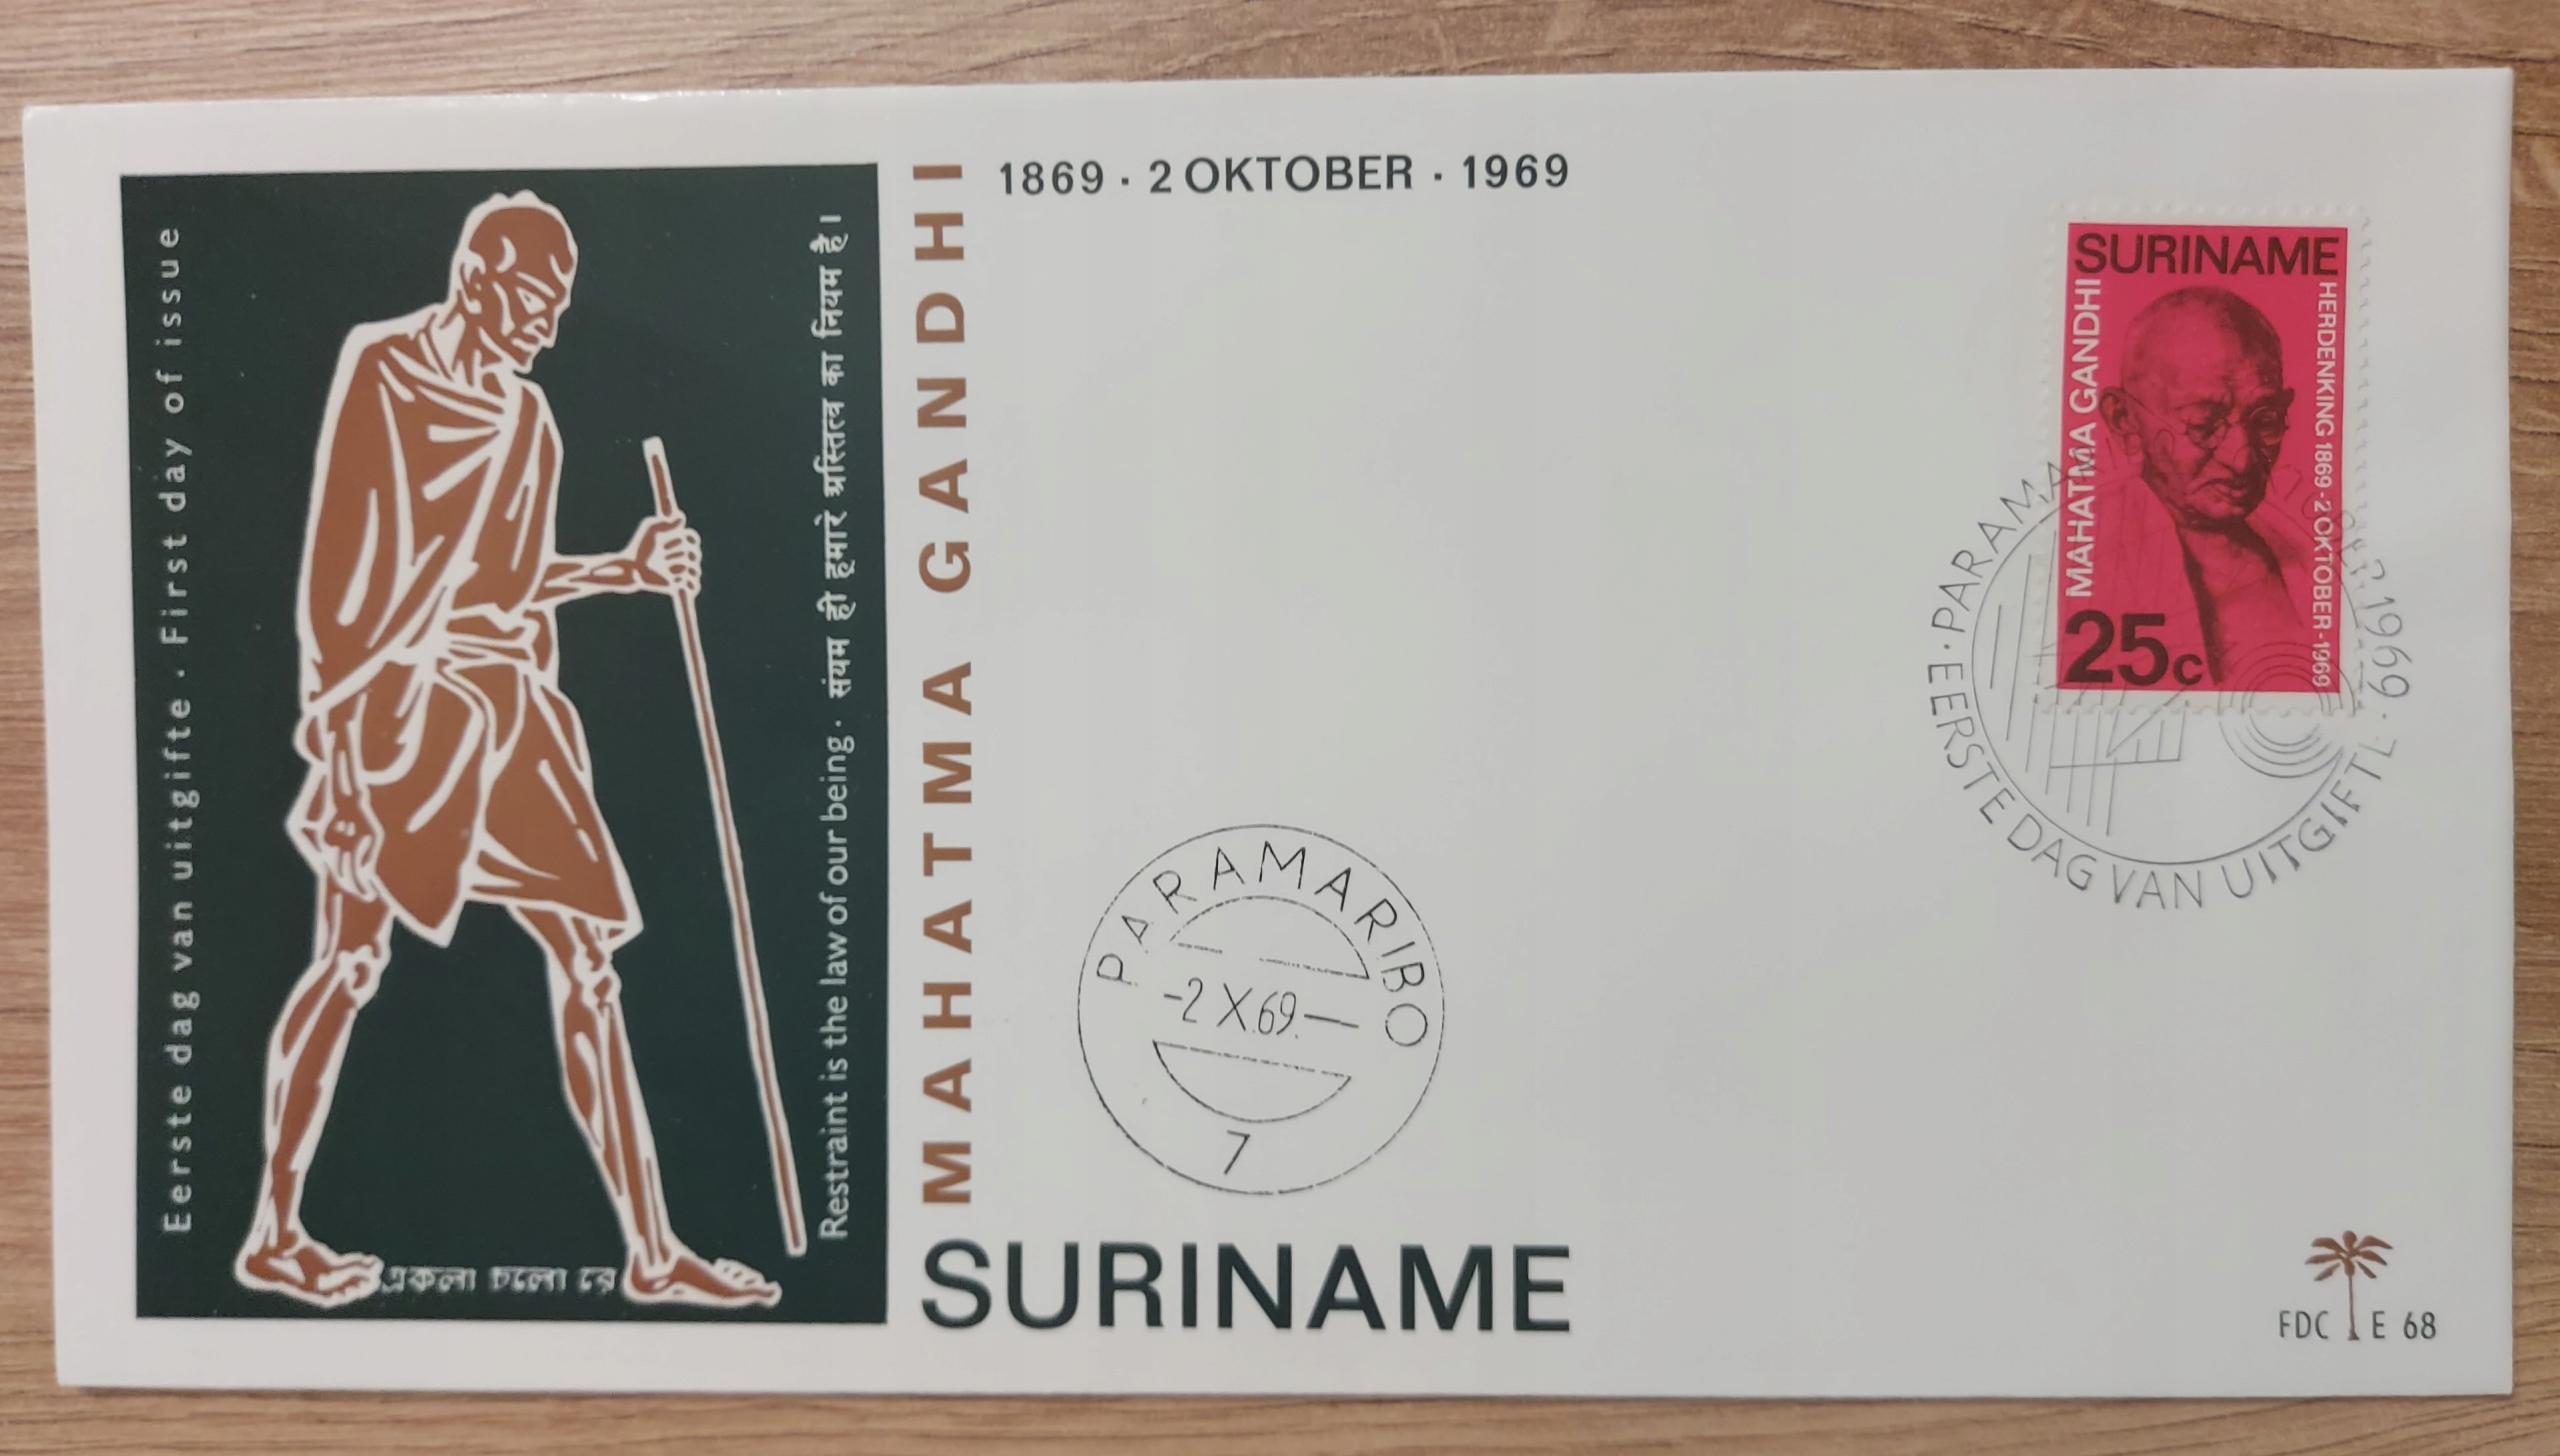 Eerste dag van uitgifte . First day of issue
Restraint is the law of our being . संयम ही हमारे अस्तित्व का नियम है।
একলা চলো রে
MAHATMA GANDHI
1869 · 2 OKTOBER · 1969
SURINAME
PARAMARIBO
-2 X.69.—
7
SURINAME
MAHATMA GANDHI
HERDENKING 1869-2 OKTOBER-1969
25c
· PARAMA
1969 ·
EERSTE DAG VAN UITGIFTE
FDC E 68